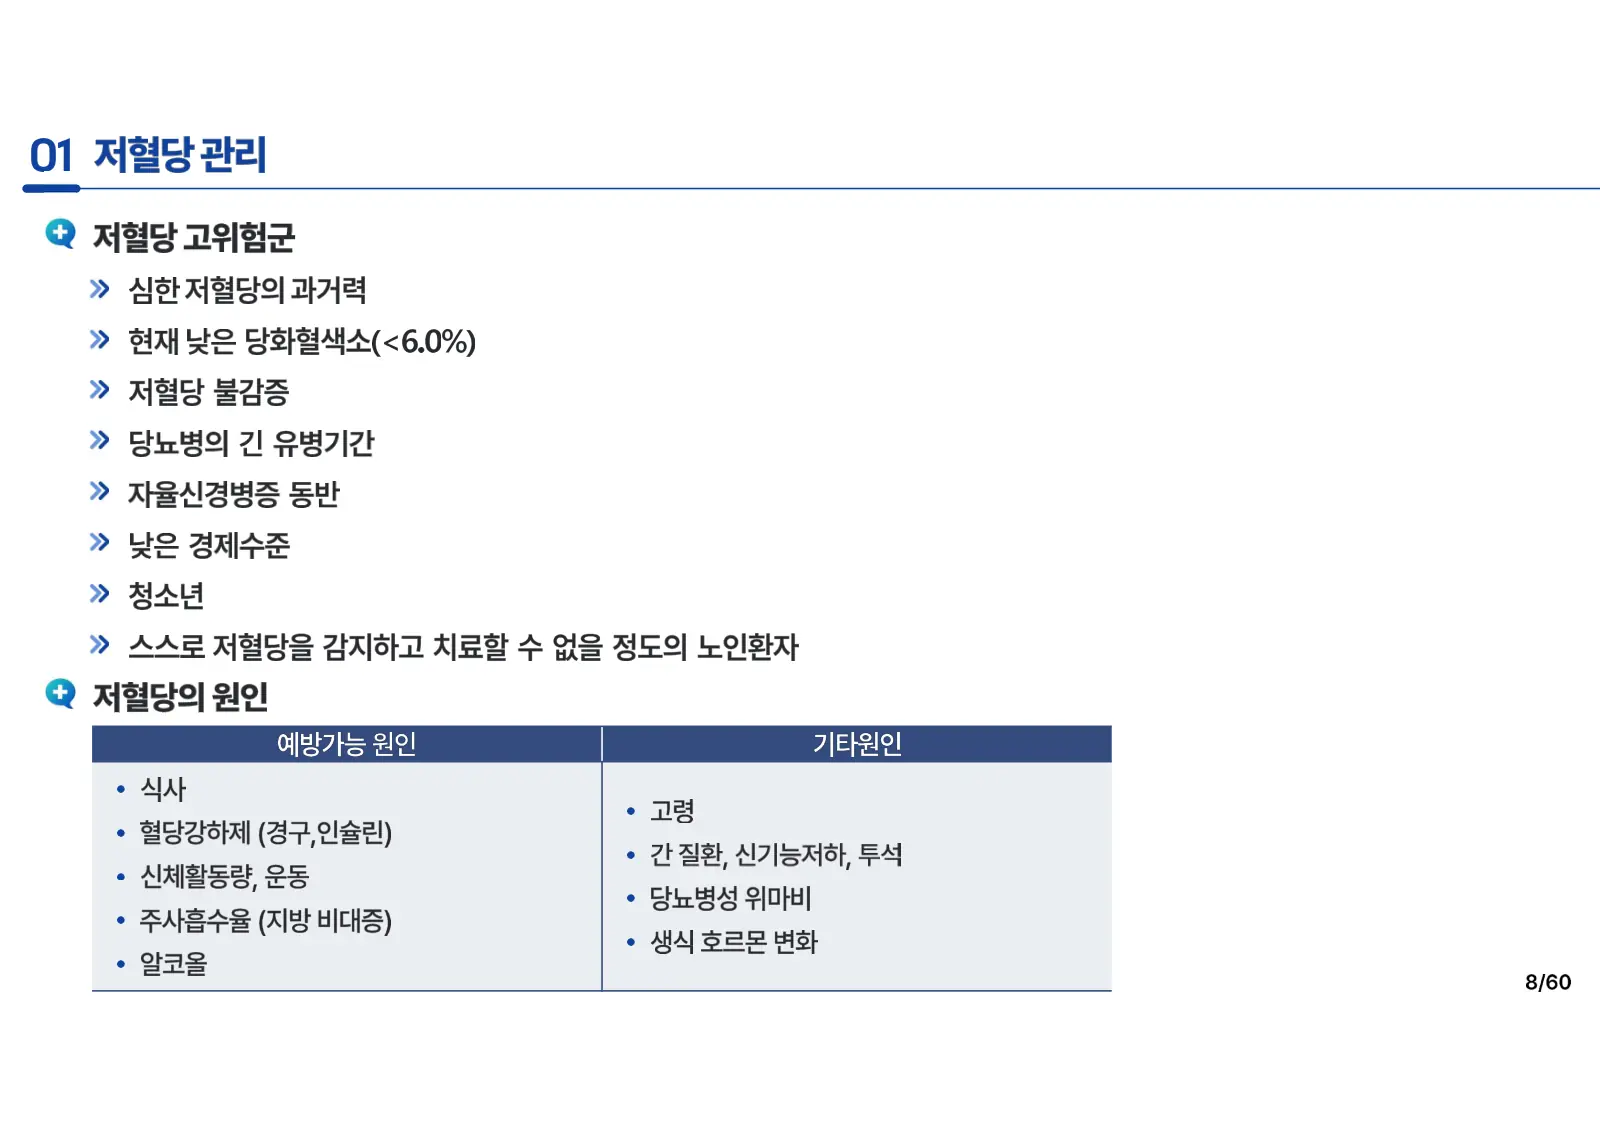 01 저혈당 관리
저혈당 고위험군
심한 저혈당의 과거력
현재 낮은 당화혈색소(<6.0%)
저혈당 불감증
당뇨병의 긴 유병기간
자율신경병증 동반
낮은 경제수준
청소년
스스로 저혈당을 감지하고 치료할 수 없을 정도의 노인환자
저혈당의 원인
예방가능 원인
• 식사
• 혈당강하제 (경구,인슐린)
• 신체활동량, 운동
• 주사흡수율 (지방 비대증)
• 알코올
기타원인
• 고령
• 간 질환, 신기능저하, 투석
• 당뇨병성 위마비
• 생식 호르몬 변화
8/60